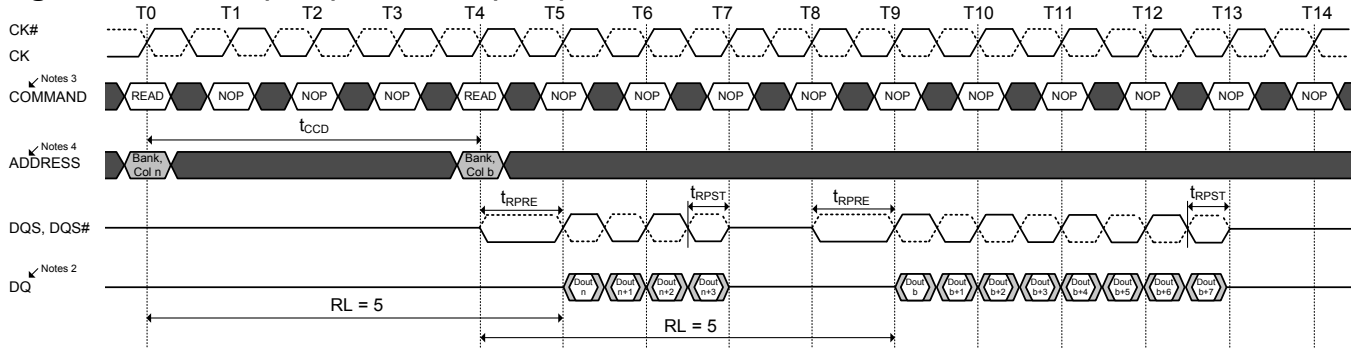 T0 T1 T2 T3 T4 T5 T6 T7 T8 T9 T10 T11 T12 T13 T14
CK#
CK
Notes 3
COMMAND READ NOP NOP NOP READ NOP NOP NOP NOP NOP NOP NOP NOP NOP NOP
tCCD
Notes 4
ADDRESS
Bank, Col n
Bank, Col b
tRPRE tRPST tRPRE tRPST
DQS, DQS#
Notes 2
DQ
Dout n
Dout n+1
Dout n+2
Dout n+3
Dout b
Dout b+1
Dout b+2
Dout b+3
Dout b+4
Dout b+5
Dout b+6
Dout b+7
RL = 5
RL = 5